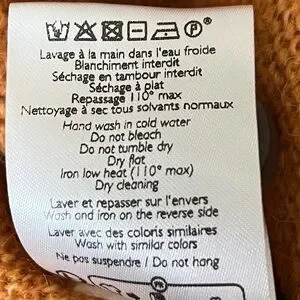 P
Lavage à la main dans l'eau froide
Blanchiment interdit
Séchage en tambour interdit
Séchage à plat
Repassage 110° max
Nettoyage à sec tous solvants normaux
Hand wash in cold water
Do not bleach
Do not tumble dry
Dry flat
Iron low heat (110° max)
Dry cleaning
Laver et repasser sur l'envers
Wash and iron on the reverse side
Laver avec des coloris similaires
Wash with similar colors
Ne pas suspendre / Do not hang